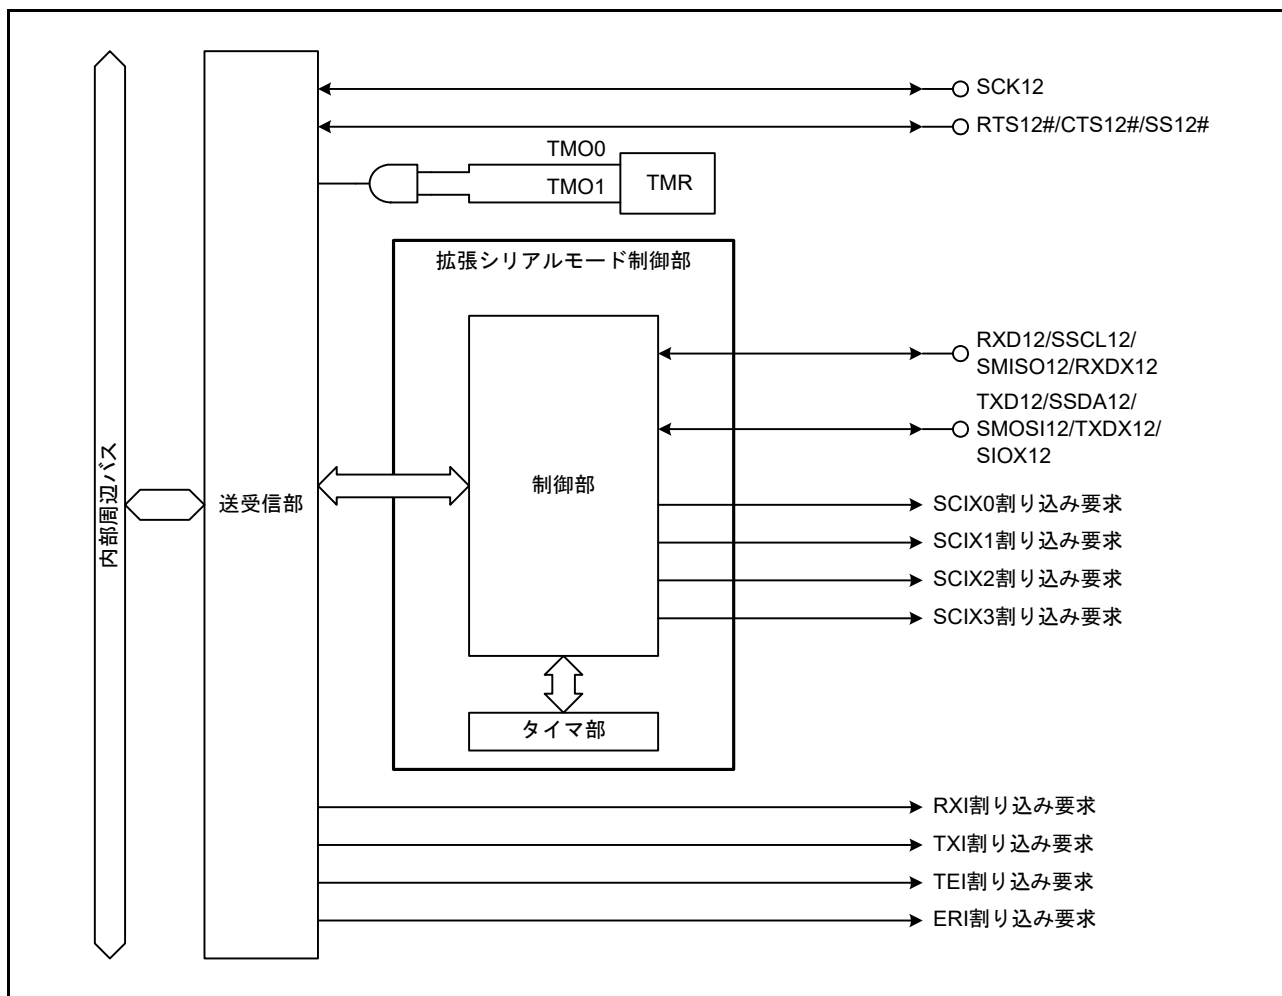 SCK12
RTS12#/CTS12#/SS12#
TMO0
TMO1
TMR
拡張シリアルモード制御部
RXD12/SSCL12/
SMISO12/RXDX12
TXD12/SSDA12/
SMOSI12/TXDX12/
SIOX12
内部周辺バス
送受信部
制御部
SCIX0割り込み要求
SCIX1割り込み要求
SCIX2割り込み要求
SCIX3割り込み要求
タイマ部
RXI割り込み要求
TXI割り込み要求
TEI割り込み要求
ERI割り込み要求